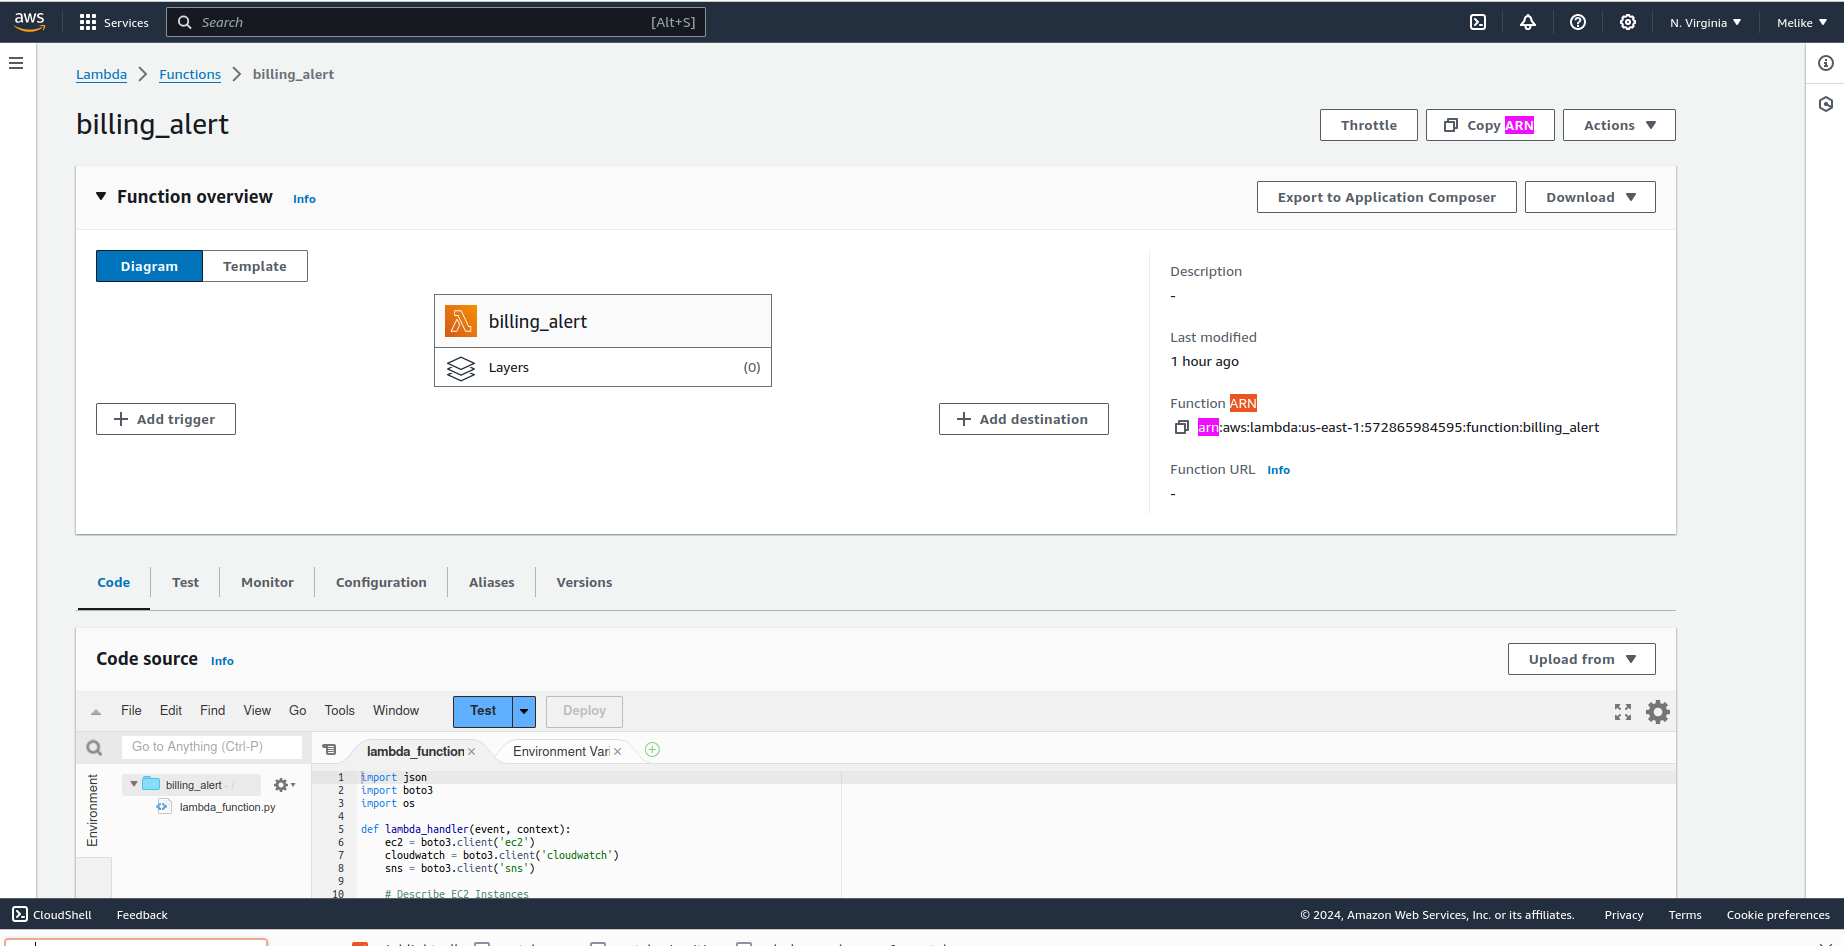 aws Services Search [Alt+S] N. Virginia Melike
Lambda Functions billing_alert
billing_alert
Throttle Copy ARN Actions
Function overview Info Export to Application Composer Download
Diagram Template
billing_alert
Layers (0)
Add trigger Add destination
Description
-
Last modified
1 hour ago
Function ARN
arn:aws:lambda:us-east-1:572865984595:function:billing_alert
Function URL Info
-
Code Test Monitor Configuration Aliases Versions
Code source Info Upload from
File Edit Find View Go Tools Window Test Deploy
Go to Anything (Ctrl-P) lambda_function × Environment Vari ×
Environment
billing_alert - /
lambda_function.py
1 import json
2 import boto3
3 import os
4
5 def lambda_handler(event, context):
6 ec2 = boto3.client('ec2')
7 cloudwatch = boto3.client('cloudwatch')
8 sns = boto3.client('sns')
9
10 # Describe EC2 Instances
CloudShell Feedback © 2024, Amazon Web Services, Inc. or its affiliates. Privacy Terms Cookie preferences